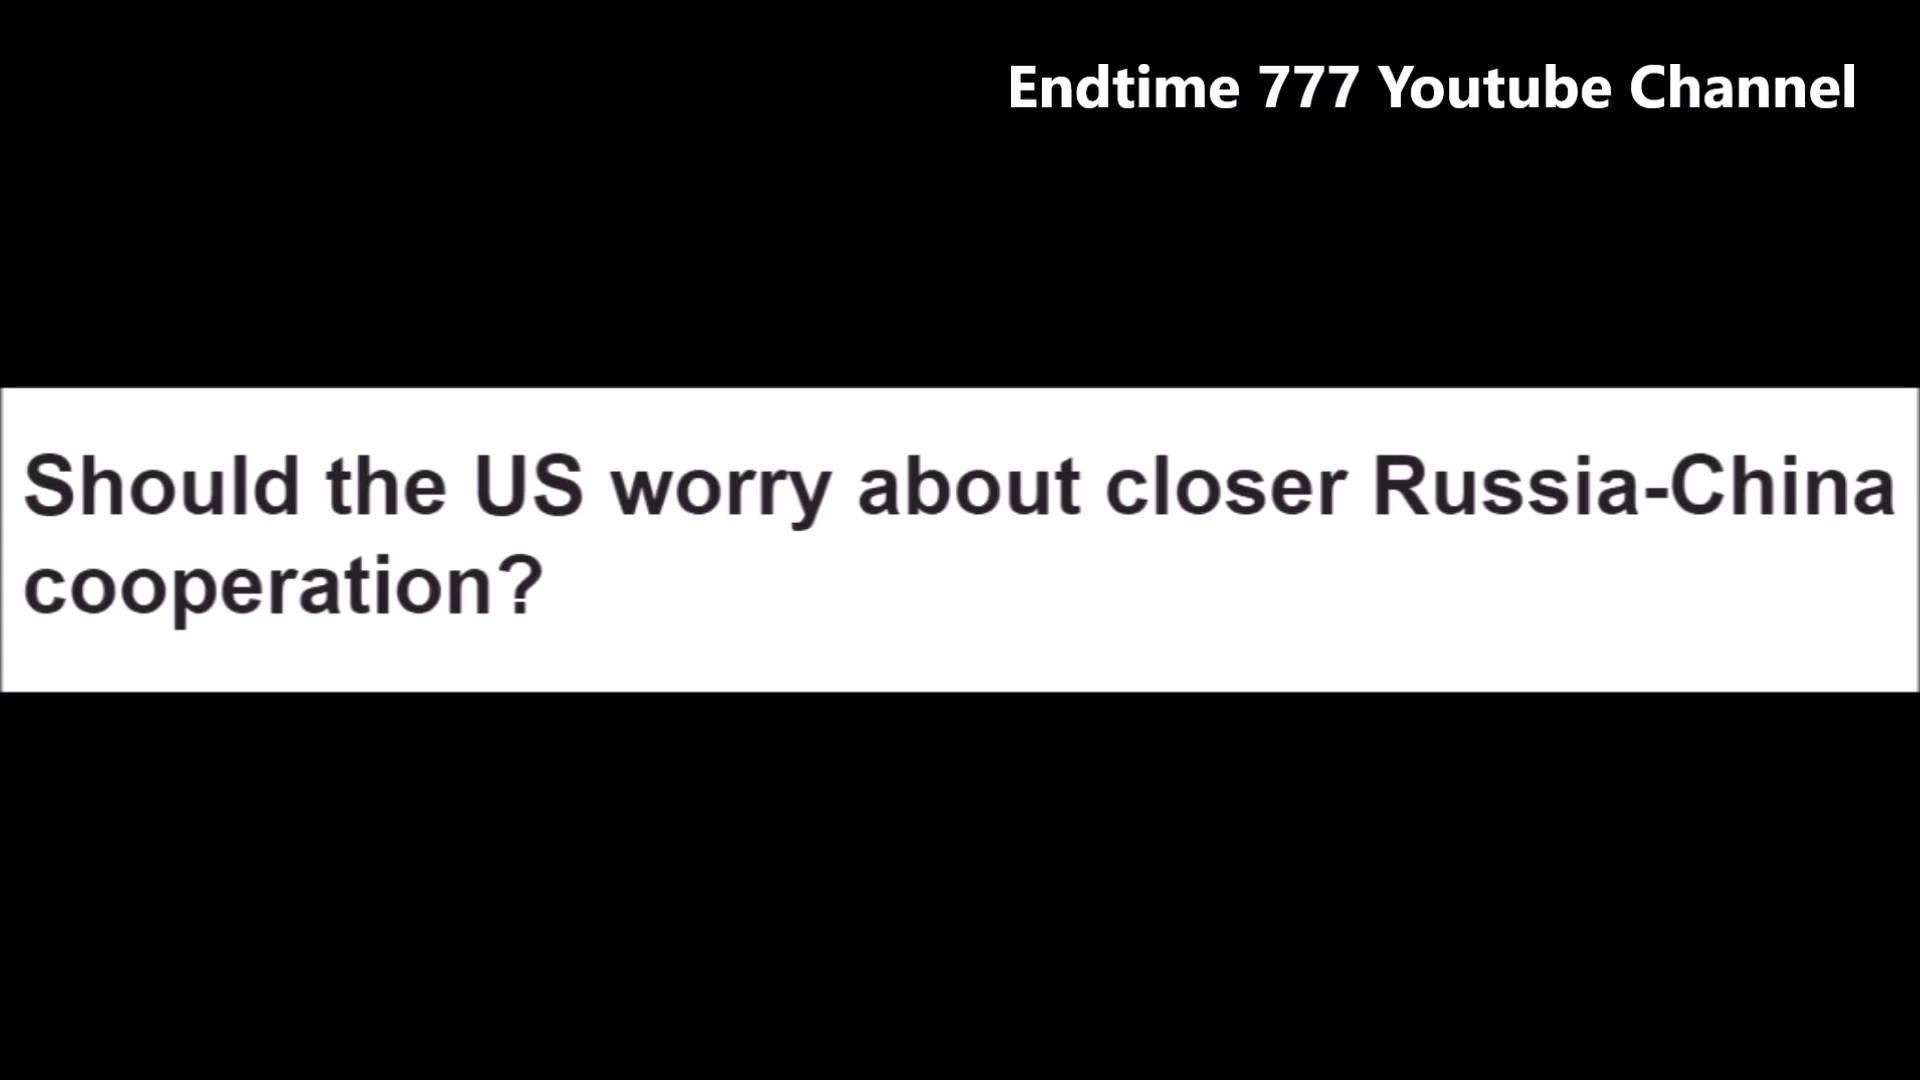 Endtime 777 Youtube Channel
Should the US worry about closer Russia-China
cooperation?